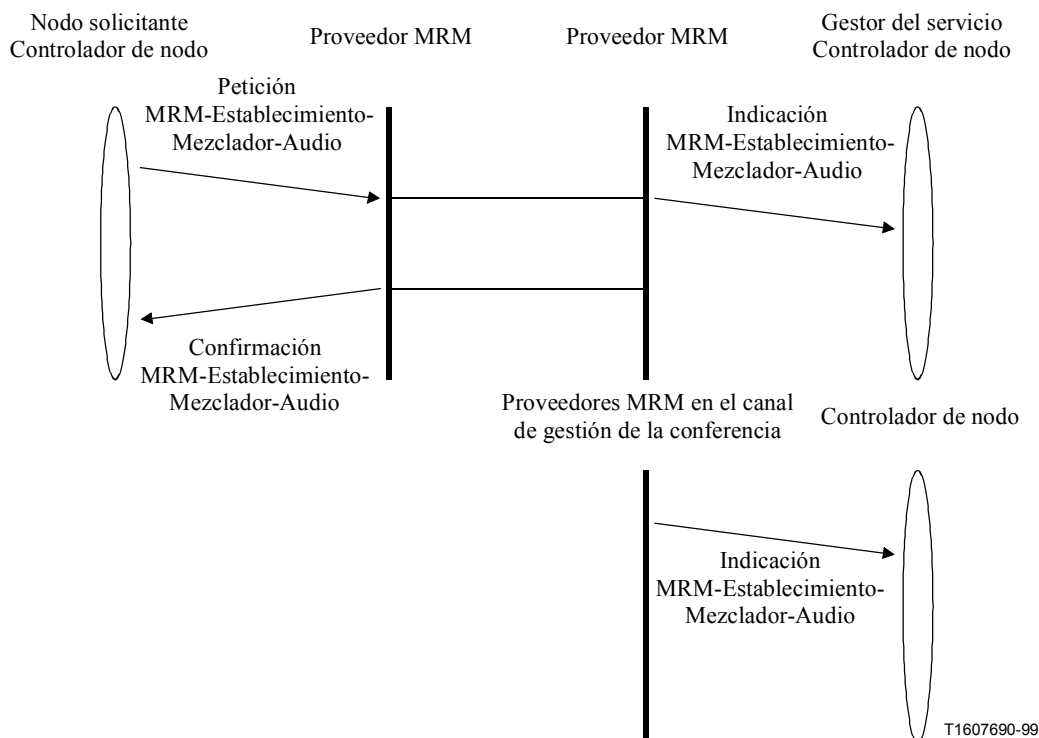 Nodo solicitante
Controlador de nodo
Proveedor MRM
Proveedor MRM
Gestor del servicio
Controlador de nodo
Petición
MRM-Establecimiento-
Mezclador-Audio
Indicación
MRM-Establecimiento-
Mezclador-Audio
Confirmación
MRM-Establecimiento-
Mezclador-Audio
Proveedores MRM en el canal
de gestión de la conferencia
Controlador de nodo
Indicación
MRM-Establecimiento-
Mezclador-Audio
T1607690-99